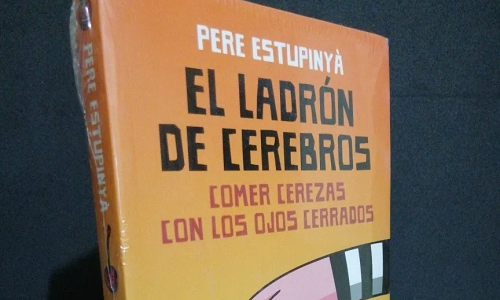 PERE ESTUPINYÀ
EL LADRÓN
DE CEREBROS
COMER CEREZAS
CON LOS OJOS CERRADOS
PERE ESTUPINYÀ